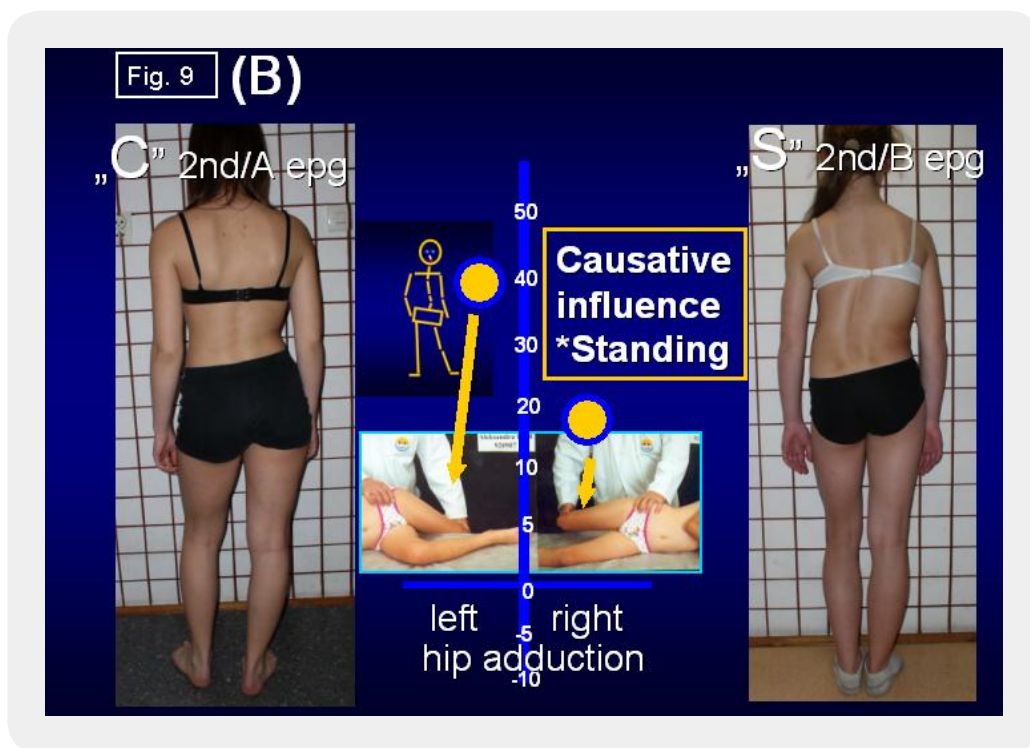 Fig. 9
(B)
„C” 2nd/A epg
„S” 2nd/B epg
50
40
30
20
10
5
0
-5
-10
Causative
influence
*Standing
left right
hip adduction